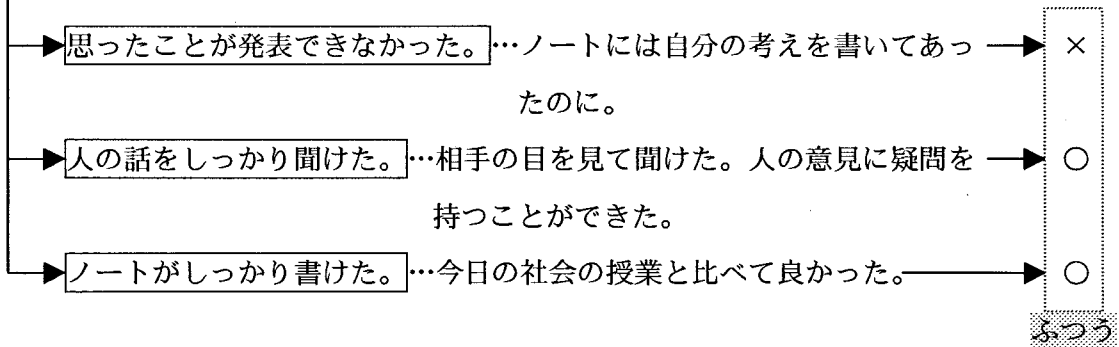 思ったことが発表できなかった。…ノートには自分の考えを書いてあっ ×
たのに。
人の話をしっかり聞けた。…相手の目を見て聞けた。人の意見に疑問を ○
持つことができた。
ノートがしっかり書けた。…今日の社会の授業と比べて良かった。 ○
ふつう